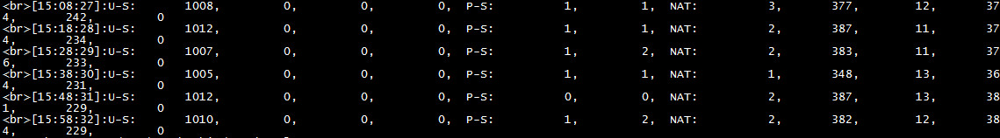 <br>[15:08:27]:U-S: 1008, 0, 0, 0, P-S: 1, 1, NAT: 3, 377, 12, 37
4, 242, 0
<br>[15:18:28]:U-S: 1012, 0, 0, 0, P-S: 1, 1, NAT: 2, 387, 11, 37
4, 234, 0
<br>[15:28:29]:U-S: 1007, 0, 0, 0, P-S: 1, 2, NAT: 2, 383, 11, 37
6, 233, 0
<br>[15:38:30]:U-S: 1005, 0, 0, 0, P-S: 1, 1, NAT: 1, 348, 13, 36
4, 231, 0
<br>[15:48:31]:U-S: 1012, 0, 0, 0, P-S: 0, 0, NAT: 2, 387, 13, 38
1, 229, 0
<br>[15:58:32]:U-S: 1010, 0, 0, 0, P-S: 1, 2, NAT: 2, 382, 12, 38
4, 229, 0